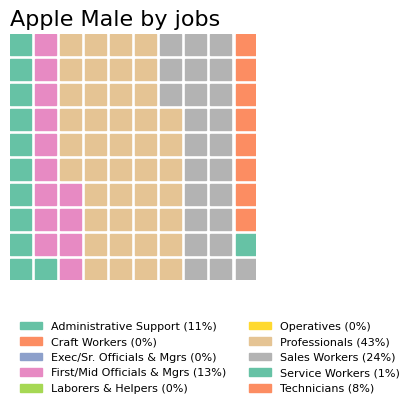 Apple Male by jobs
Administrative Support (11%)
Craft Workers (0%)
Exec/Sr. Officials & Mgrs (0%)
First/Mid Officials & Mgrs (13%)
Laborers & Helpers (0%)
Operatives (0%)
Professionals (43%)
Sales Workers (24%)
Service Workers (1%)
Technicians (8%)